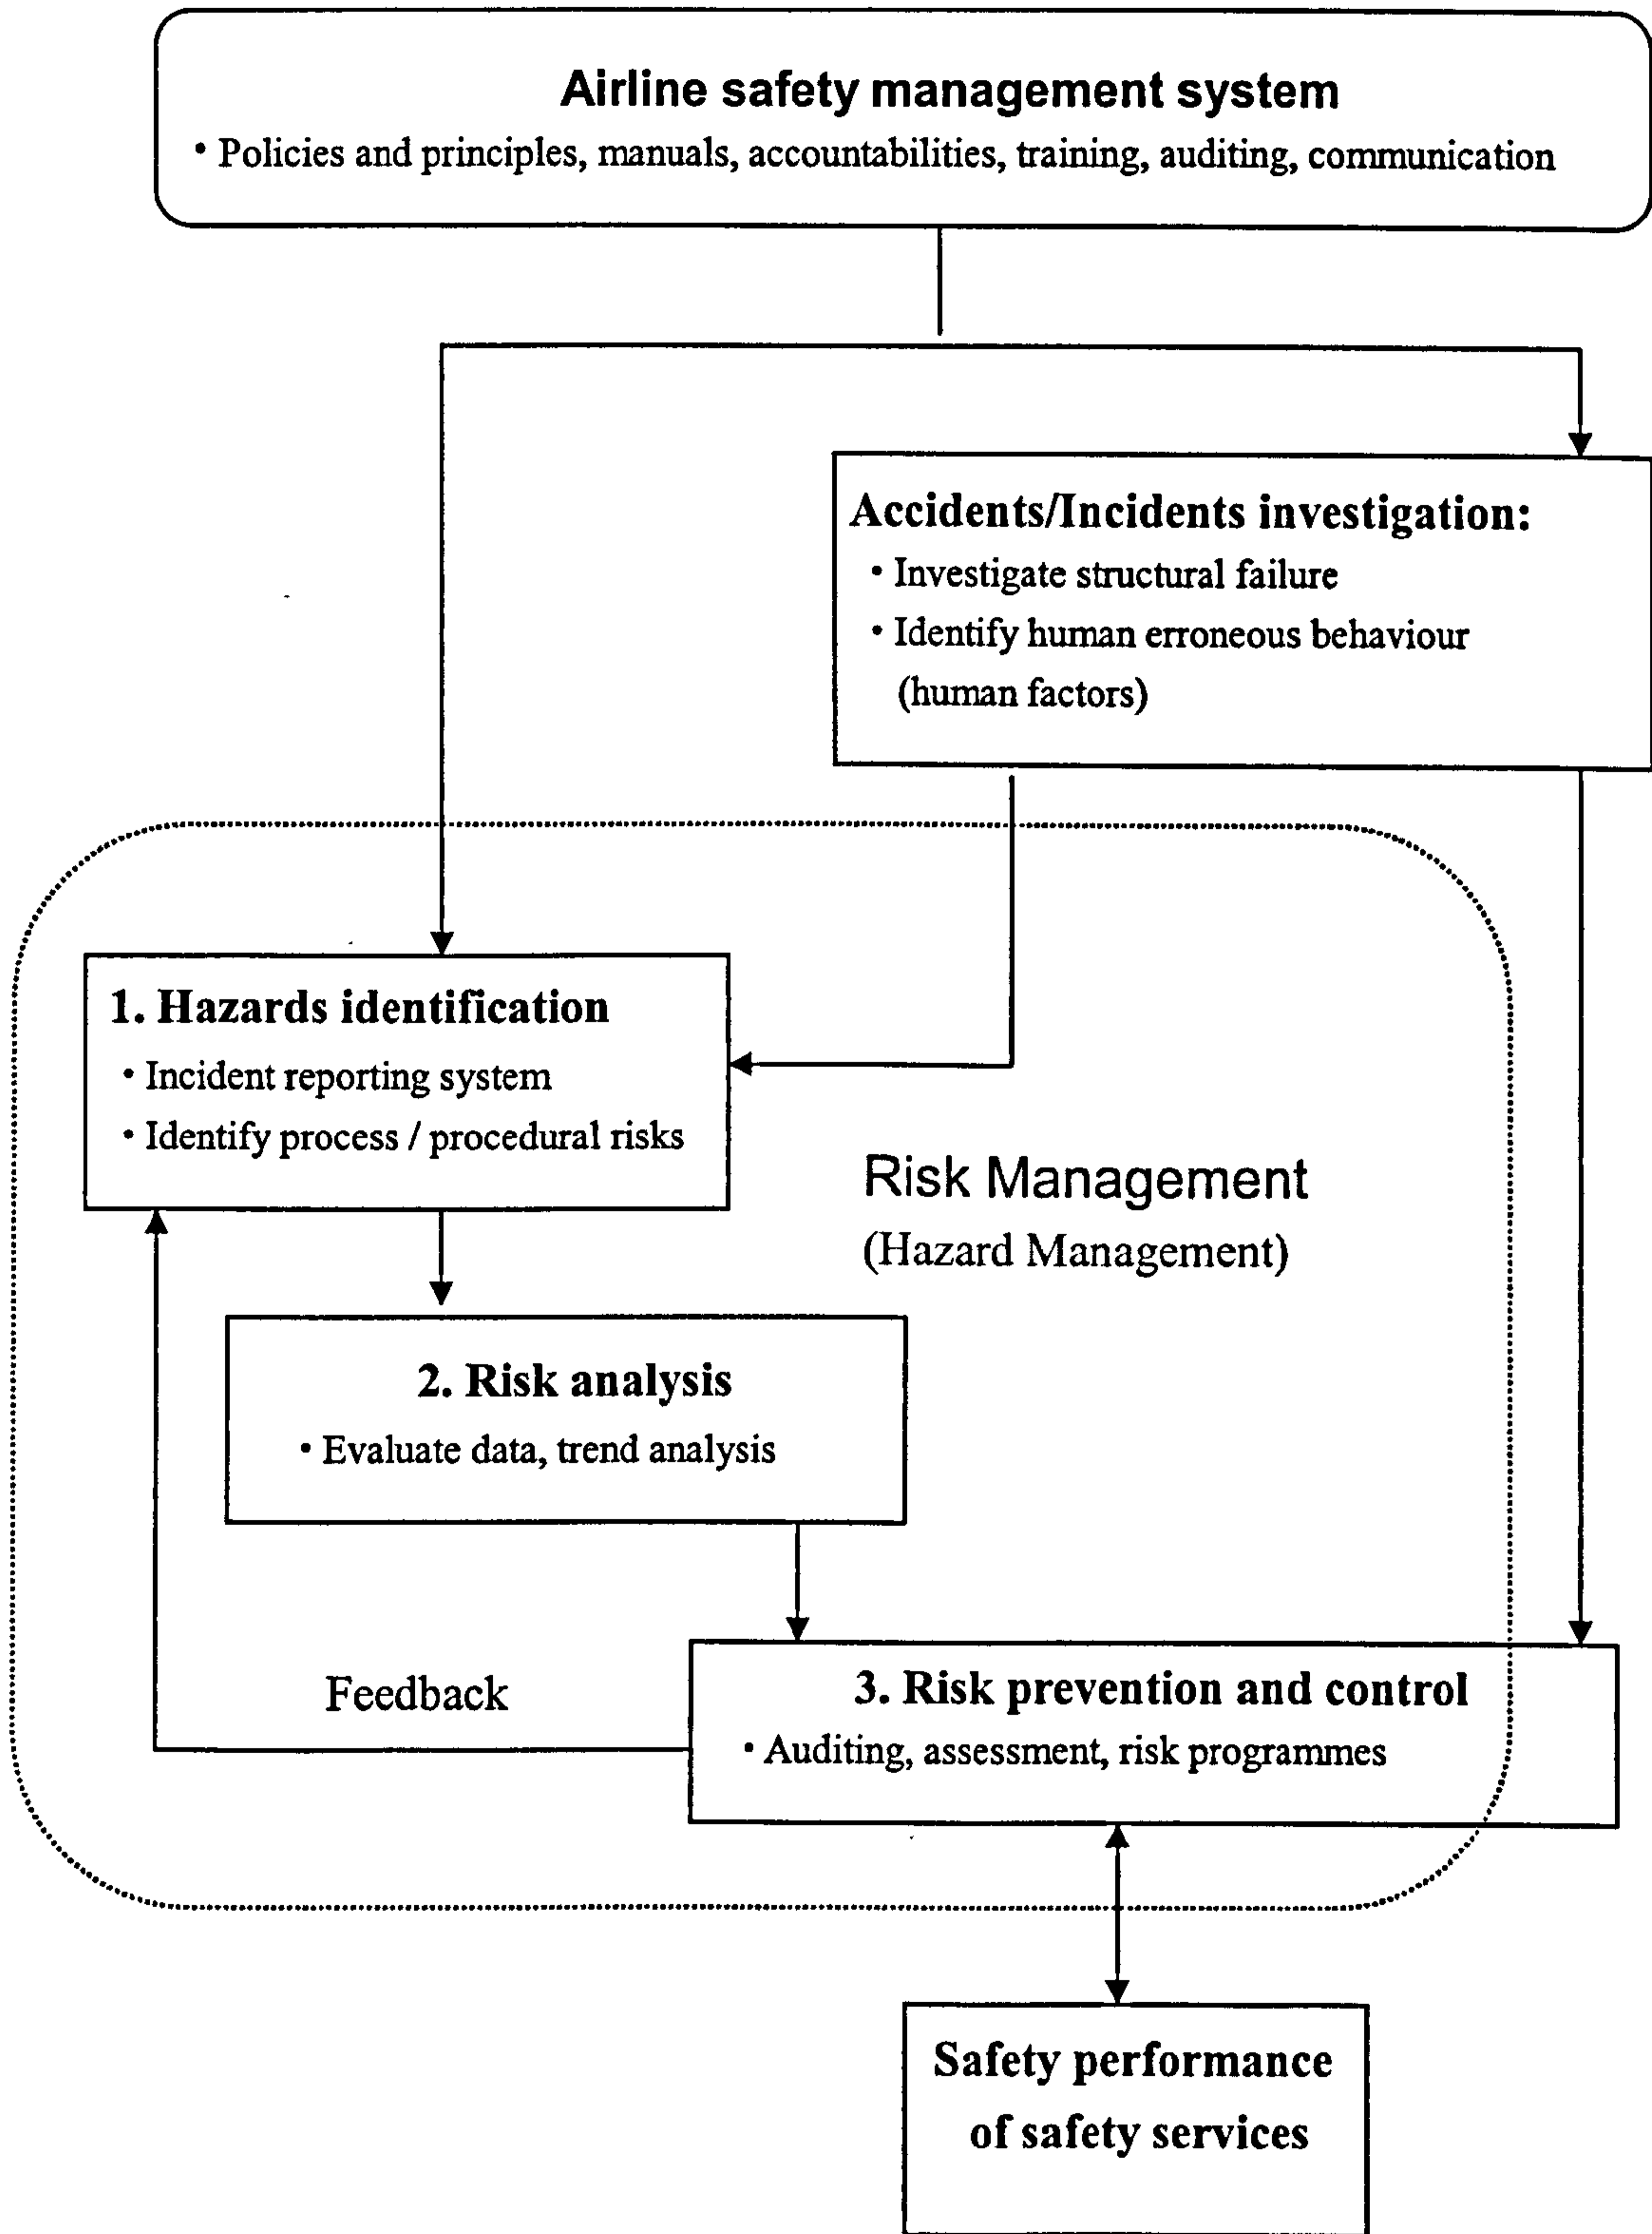 Airline safety management system
• Policies and principles, manuals, accountabilities, training, auditing, communication
Accidents/Incidents investigation:
• Investigate structural failure
• Identify human erroneous behaviour
(human factors)
1. Hazards identification
• Incident reporting system
• Identify process / procedural risks
Risk Management
(Hazard Management)
2. Risk analysis
• Evaluate data, trend analysis
Feedback
3. Risk prevention and control
• Auditing, assessment, risk programmes
Safety performance
of safety services